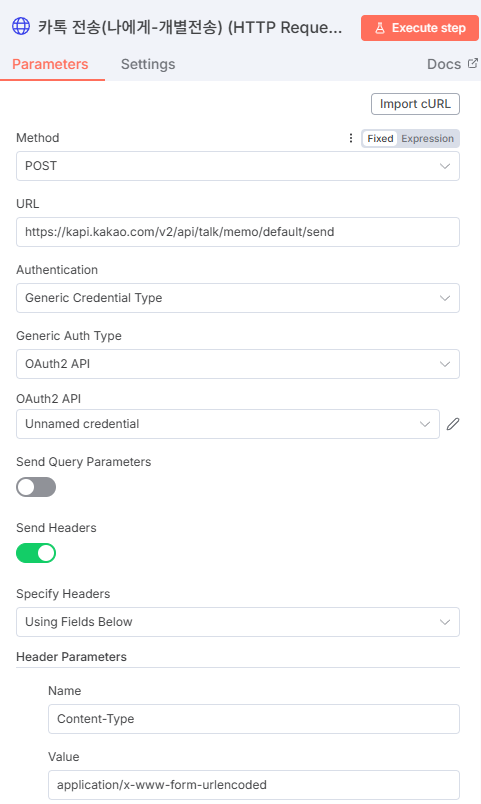 카톡 전송(나에게-개별전송) (HTTP Reque...
Execute step
Parameters
Settings
Docs
Import cURL
Method
Fixed Expression
POST
URL
https://kapi.kakao.com/v2/api/talk/memo/default/send
Authentication
Generic Credential Type
Generic Auth Type
OAuth2 API
OAuth2 API
Unnamed credential
Send Query Parameters
Send Headers
Specify Headers
Using Fields Below
Header Parameters
Name
Content-Type
Value
application/x-www-form-urlencoded